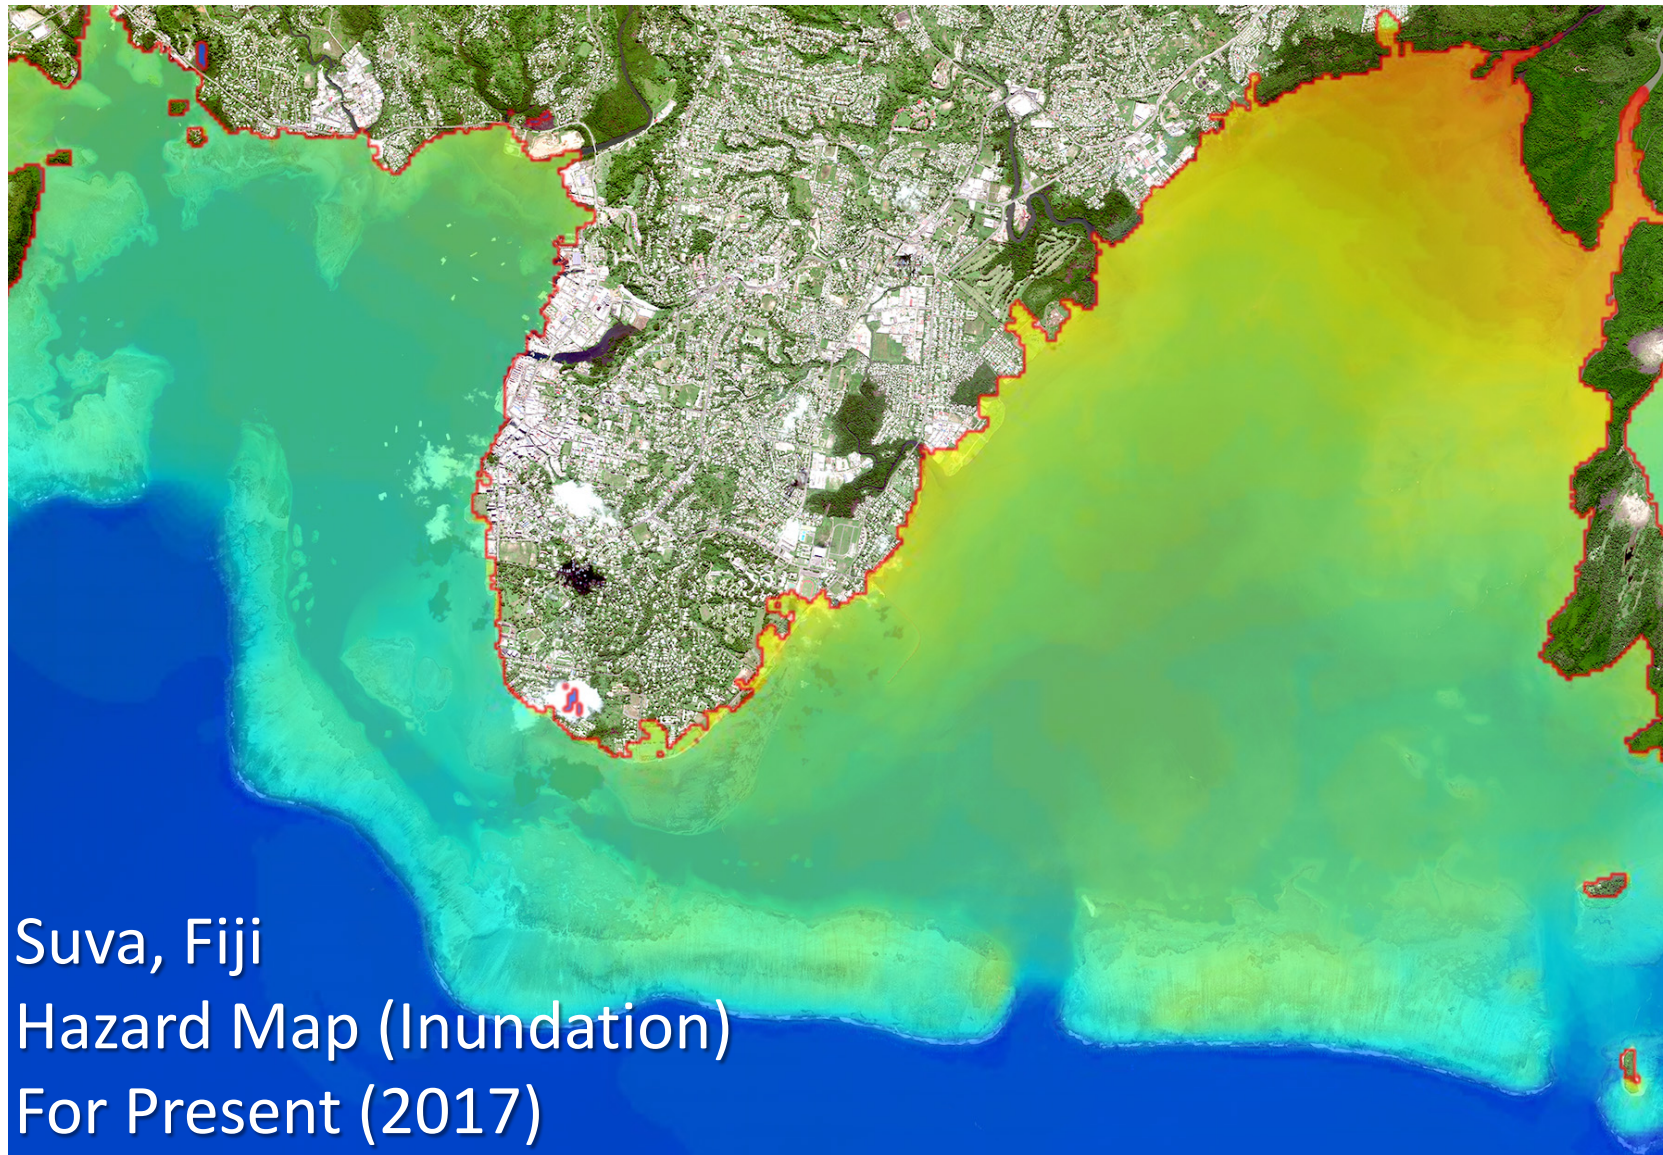 Suva, Fiji
Hazard Map (Inundation)
For Present (2017)